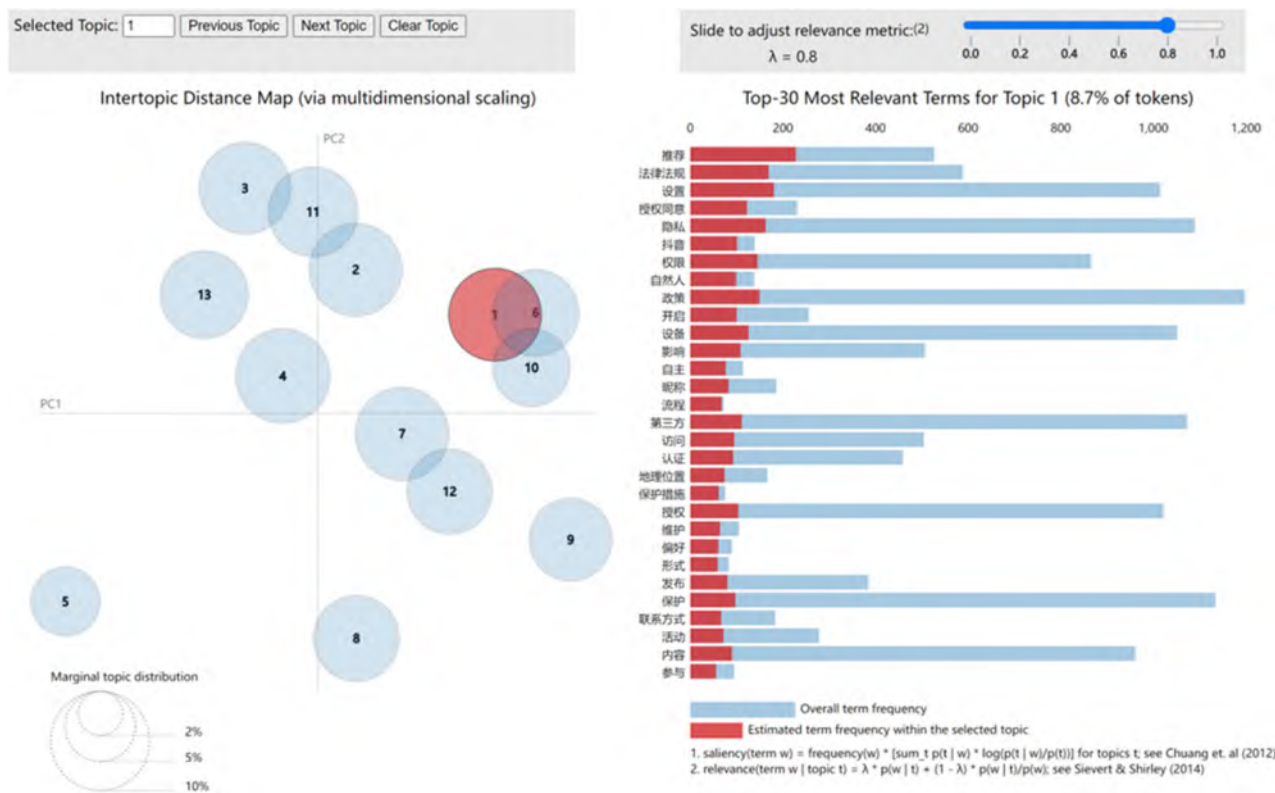 Selected Topic: 1 Previous Topic Next Topic Clear Topic
Slide to adjust relevance metric:(2)
λ = 0.8
0.0 0.2 0.4 0.6 0.8 1.0
Intertopic Distance Map (via multidimensional scaling)
PC2
PC1
3
11
2
13
1
6
10
4
7
12
9
5
8
Marginal topic distribution
2%
5%
10%
Top-30 Most Relevant Terms for Topic 1 (8.7% of tokens)
0 200 400 600 800 1,000 1,200
推荐
法律法规
设置
授权同意
隐私
抖音
权限
自然人
政策
开启
设备
影响
自主
昵称
流程
第三方
访问
认证
地理位置
保护措施
授权
维护
偏好
形式
发布
保护
联系方式
活动
内容
参与
Overall term frequency
Estimated term frequency within the selected topic
1. saliency(term w) = frequency(w) * [sum_t p(t | w) * log(p(t | w)/p(t))] for topics t; see Chuang et. al (2012)
2. relevance(term w | topic t) = λ * p(w | t) + (1 - λ) * p(w | t)/p(w); see Sievert & Shirley (2014)